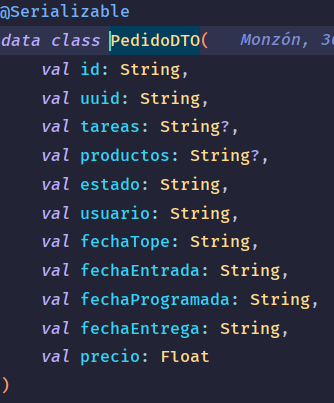 @Serializable
data class PedidoDTO( Monzón, 
val id: String,
val uuid: String,
val tareas: String?,
val productos: String?,
val estado: String,
val usuario: String,
val fechaTope: String,
val fechaEntrada: String,
val fechaProgramada: String,
val fechaEntrega: String,
val precio: Float
)